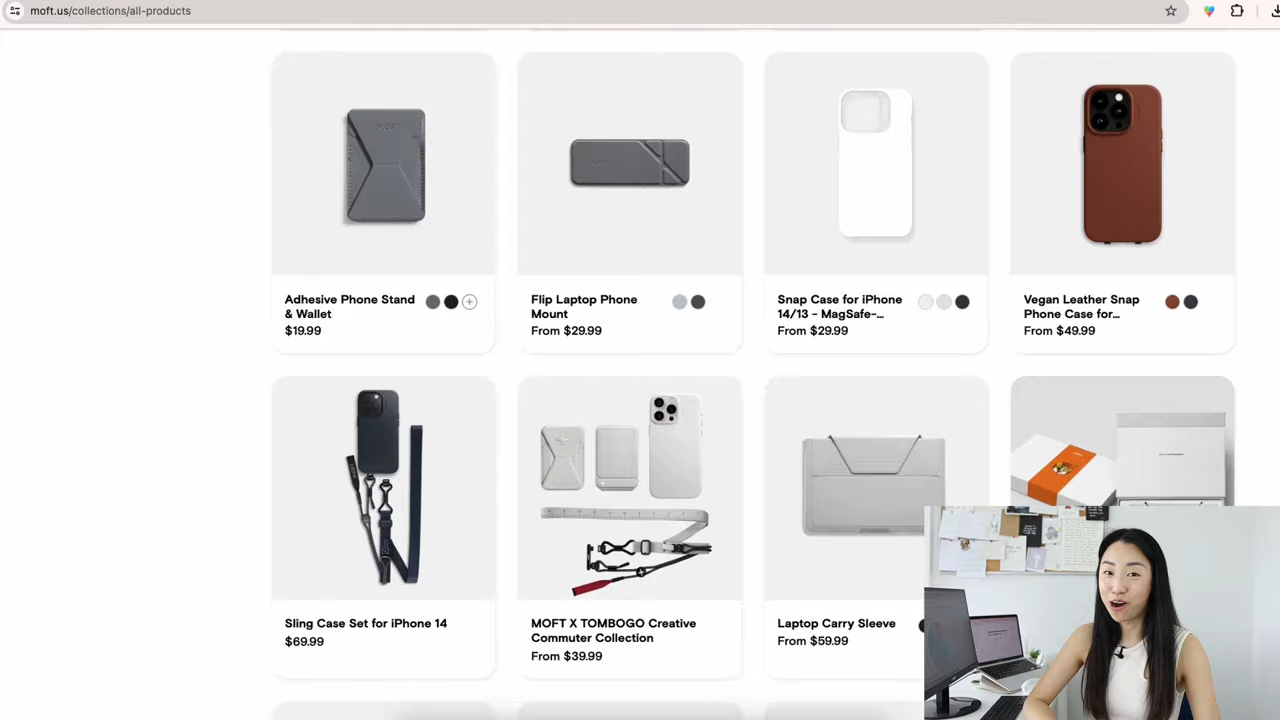 moft.us/collections/all-products
MOFT
Adhesive Phone Stand
& Wallet
$19.99
Flip Laptop Phone
Mount
From $29.99
Snap Case for iPhone
14/13 - MagSafe-...
From $29.99
Vegan Leather Snap
Phone Case for...
From $49.99
Sling Case Set for iPhone 14
$69.99
MOFT X TOMBOGO Creative
Commuter Collection
From $39.99
Laptop Carry Sleeve
From $59.99